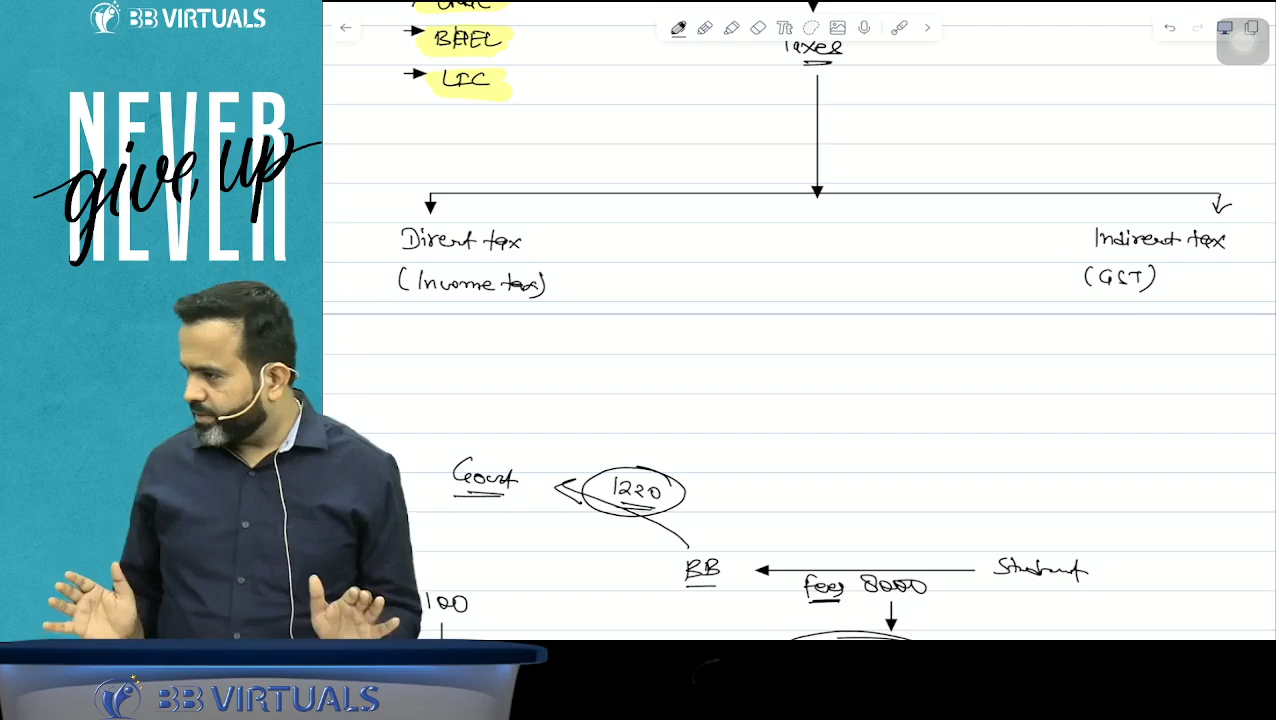 BB VIRTUALS
NEVER
give up
NEVER
BHEL
LIC
Taxes
Direct tax
(Income tax)
Indirect tax
(GST)
Govt
1220
BB
Student
fees 8000
100
BB VIRTUALS